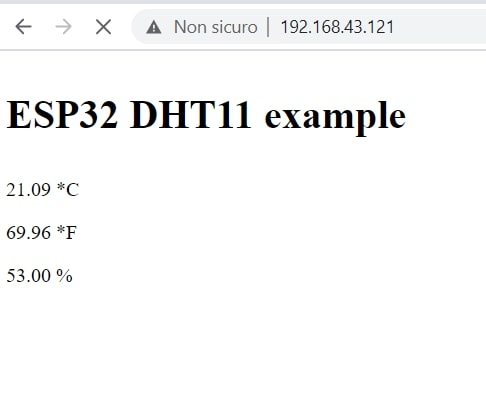 Non sicuro | 192.168.43.121
ESP32 DHT11 example
21.09 *C
69.96 *F
53.00 %